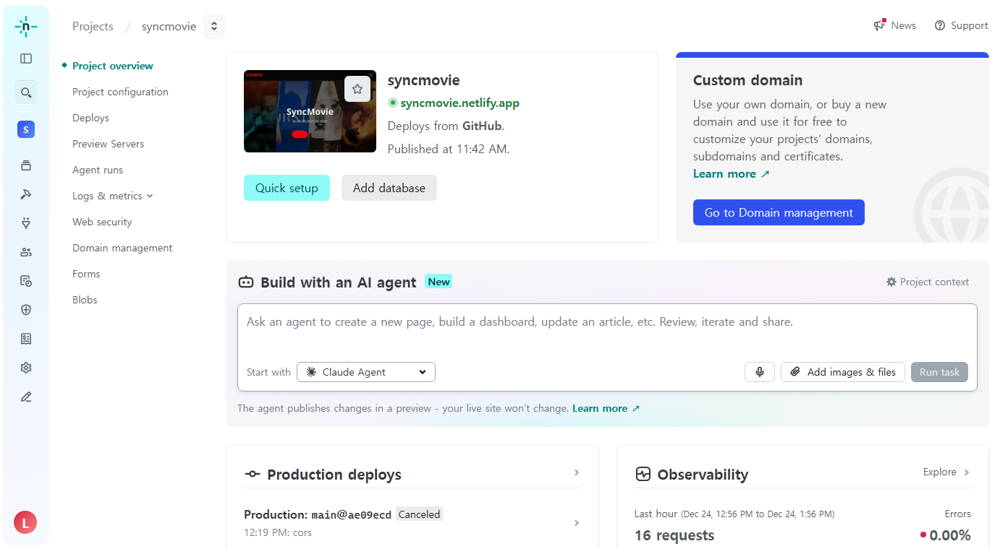 n
Projects / syncmovie
News
Support
S
L
Project overview
Project configuration
Deploys
Preview Servers
Agent runs
Logs & metrics
Web security
Domain management
Forms
Blobs
SYNCMOVIE
SyncMovie
syncmovie
syncmovie.netlify.app
Deploys from GitHub.
Published at 11:42 AM.
Quick setup
Add database
Custom domain
Use your own domain, or buy a new
domain and use it for free to
customize your projects’ domains,
subdomains and certificates.
Learn more ↗
Go to Domain management
Build with an AI agent New
Project context
Ask an agent to create a new page, build a dashboard, update an article, etc. Review, iterate and share.
Start with Claude Agent
Add images & files
Run task
The agent publishes changes in a preview - your live site won’t change. Learn more ↗
Production deploys
Production: main@ae09ecd Canceled
12:19 PM: cors
Observability
Explore
Last hour (Dec 24, 12:56 PM to Dec 24, 1:56 PM)
Errors
16 requests
0.00%